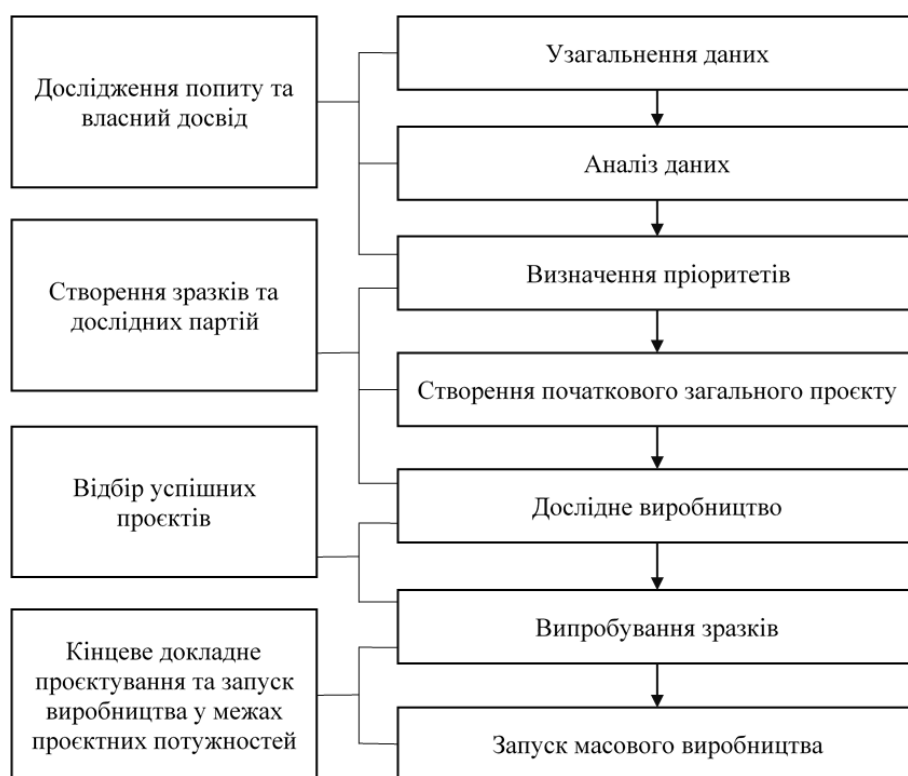 Дослідження попиту та
власний досвід
Створення зразків та
дослідних партій
Відбір успішних
проєктів
Кінцеве докладне
проєктування та запуск
виробництва у межах
проєктних потужностей
Узагальнення даних
Аналіз даних
Визначення пріоритетів
Створення початкового загального проєкту
Дослідне виробництво
Випробування зразків
Запуск масового виробництва